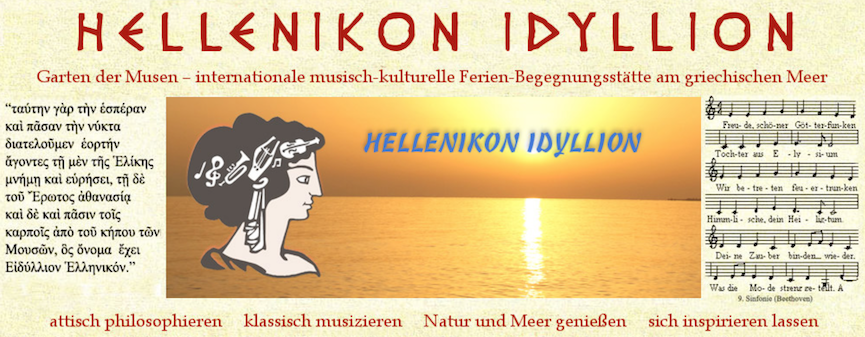 HELLENIKON IDYLLION
Garten der Musen – internationale musisch-kulturelle Ferien-Begegnungsstätte am griechischen Meer
“ταύτην γὰρ τὴν ἑσπέραν
καὶ πᾶσαν τὴν νύκτα
διατελοῦμεν ἑορτήν
ἄγοντες τῇ μὲν τῆς Ἑλίκης
μνήμῃ καὶ εὑρήσει, τῇ δὲ
τοῦ Ἔρωτος ἀθανασίᾳ
καὶ δὲ καὶ πᾶσιν τοῖς
καρποῖς ἀπὸ τοῦ κήπου τῶν
Μουσῶν, ὃς ὄνομα ἔχει
Εἰδύλλιον Ἑλληνικόν.”
HELLENIKON IDYLLION
Freu-de, schö-ner Göt-ter-fun-ken
Toch-ter aus E-ly-si-um
Wir be-tre-ten feu-er-trun-ken
Himm-li-sche, dein Hei-lig-tum.
Dei-ne Zau-ber bin-den... wie-der.
Was die Mo-de streng ge-teilt. A
9. Sinfonie (Beethoven)
attisch philosophieren klassisch musizieren Natur und Meer genießen sich inspirieren lassen